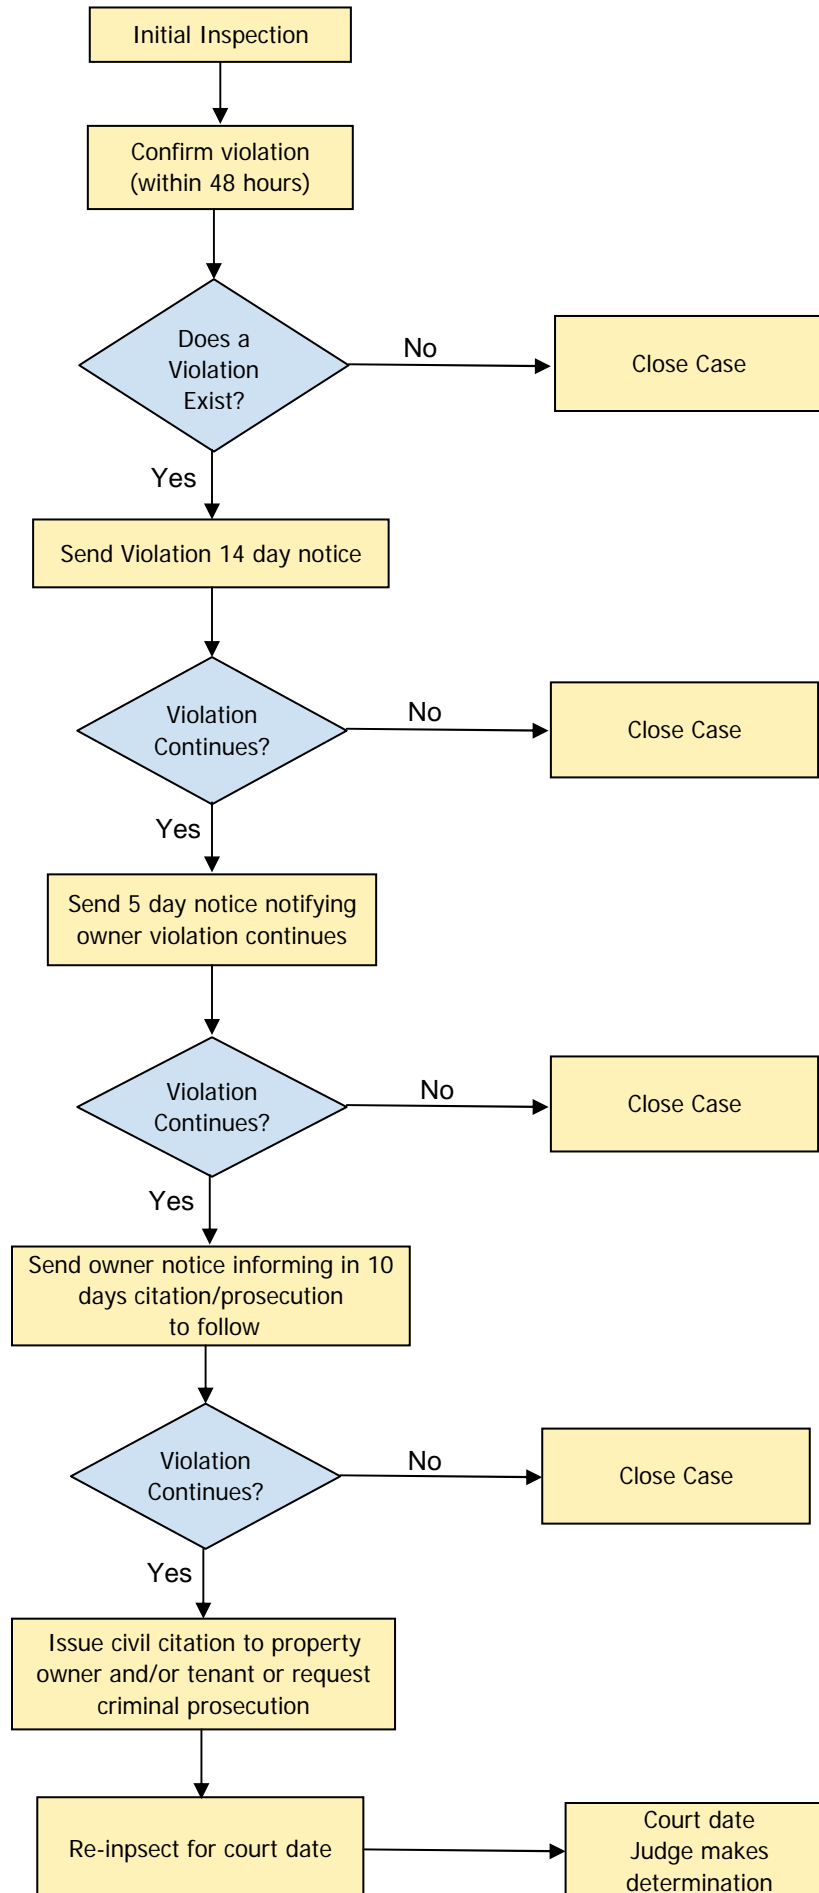 Initial Inspection
Confirm violation
(within 48 hours)
Does a
Violation
Exist?
No
Close Case
Yes
Send Violation 14 day notice
Violation
Continues?
No
Close Case
Yes
Send 5 day notice notifying
owner violation continues
Violation
Continues?
No
Close Case
Yes
Send owner notice informing in 10
days citation/prosecution
to follow
Violation
Continues?
No
Close Case
Yes
Issue civil citation to property
owner and/or tenant or request
criminal prosecution
Re-inpsect for court date
Court date
Judge makes
determination